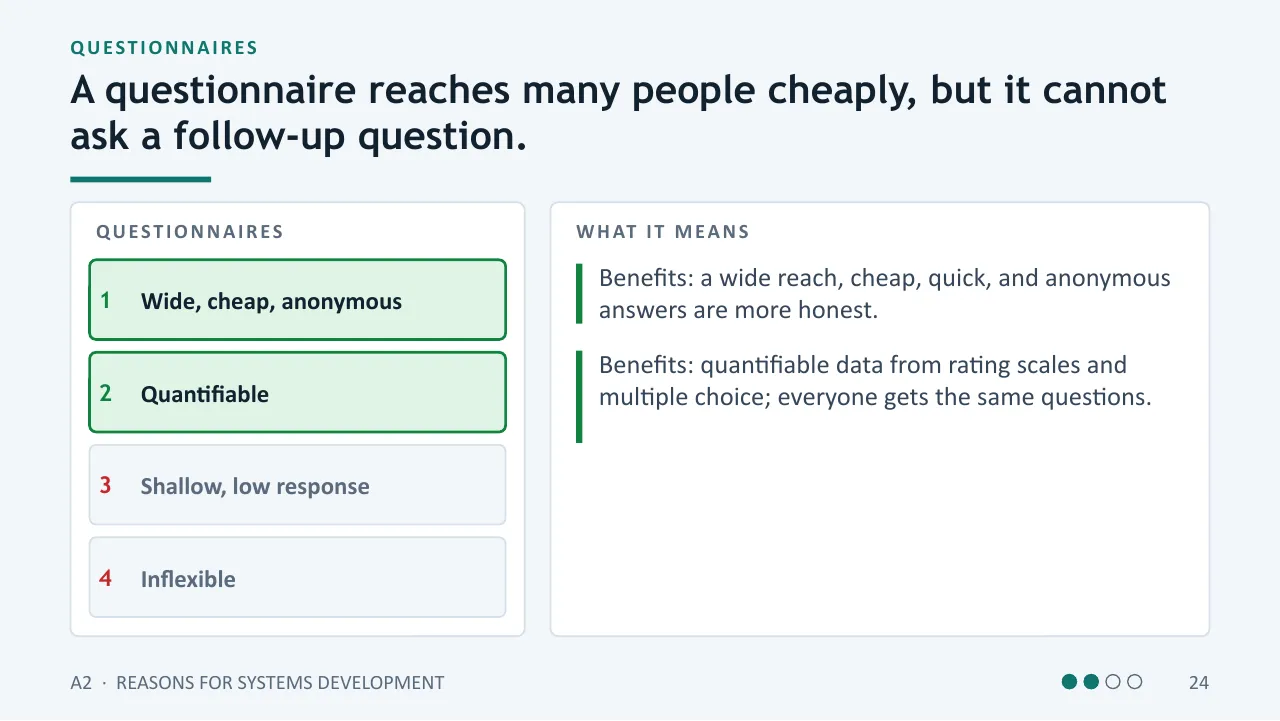 QUESTIONNAIRES
A questionnaire reaches many people cheaply, but it cannot
ask a follow-up question.
QUESTIONNAIRES
1 Wide, cheap, anonymous
2 Quantifiable
3 Shallow, low response
4 Inflexible
WHAT IT MEANS
Benefits: a wide reach, cheap, quick, and anonymous
answers are more honest.
Benefits: quantifiable data from rating scales and
multiple choice; everyone gets the same questions.
A2 · REASONS FOR SYSTEMS DEVELOPMENT
24